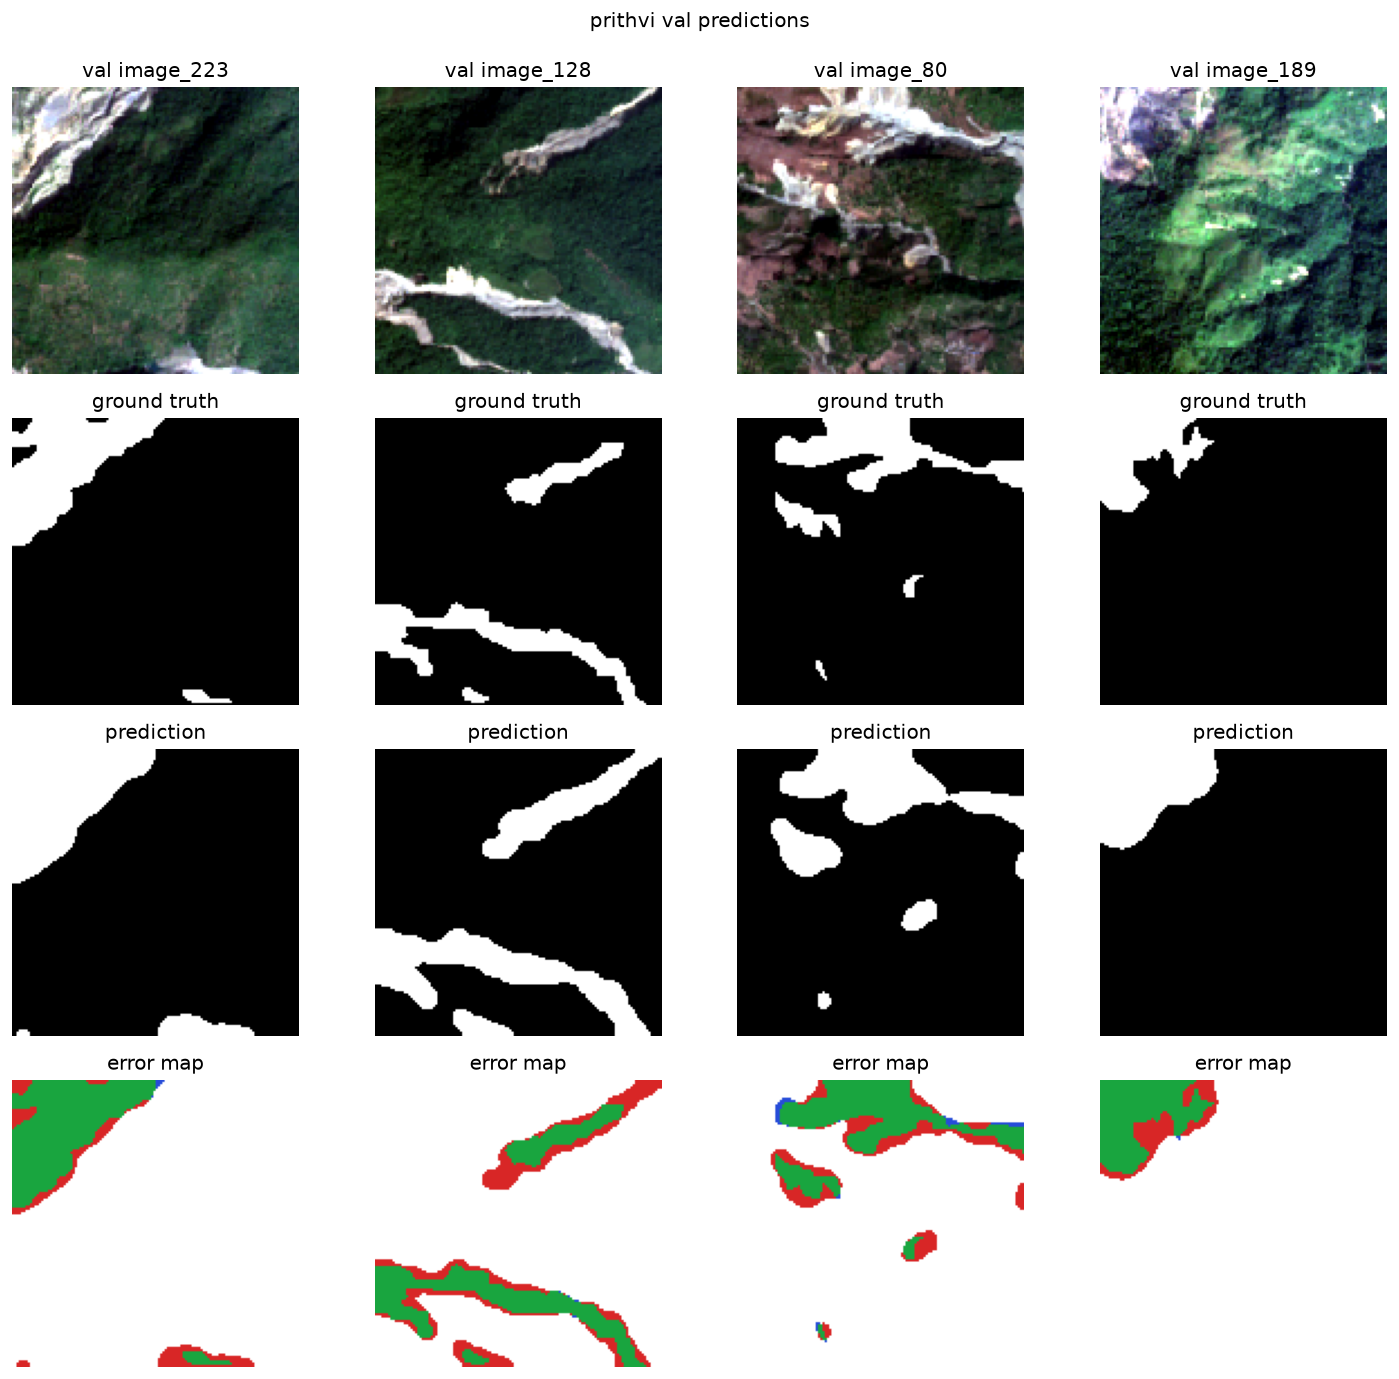 prithvi val predictions
val image_223
val image_128
val image_80
val image_189
ground truth
ground truth
ground truth
ground truth
prediction
prediction
prediction
prediction
error map
error map
error map
error map